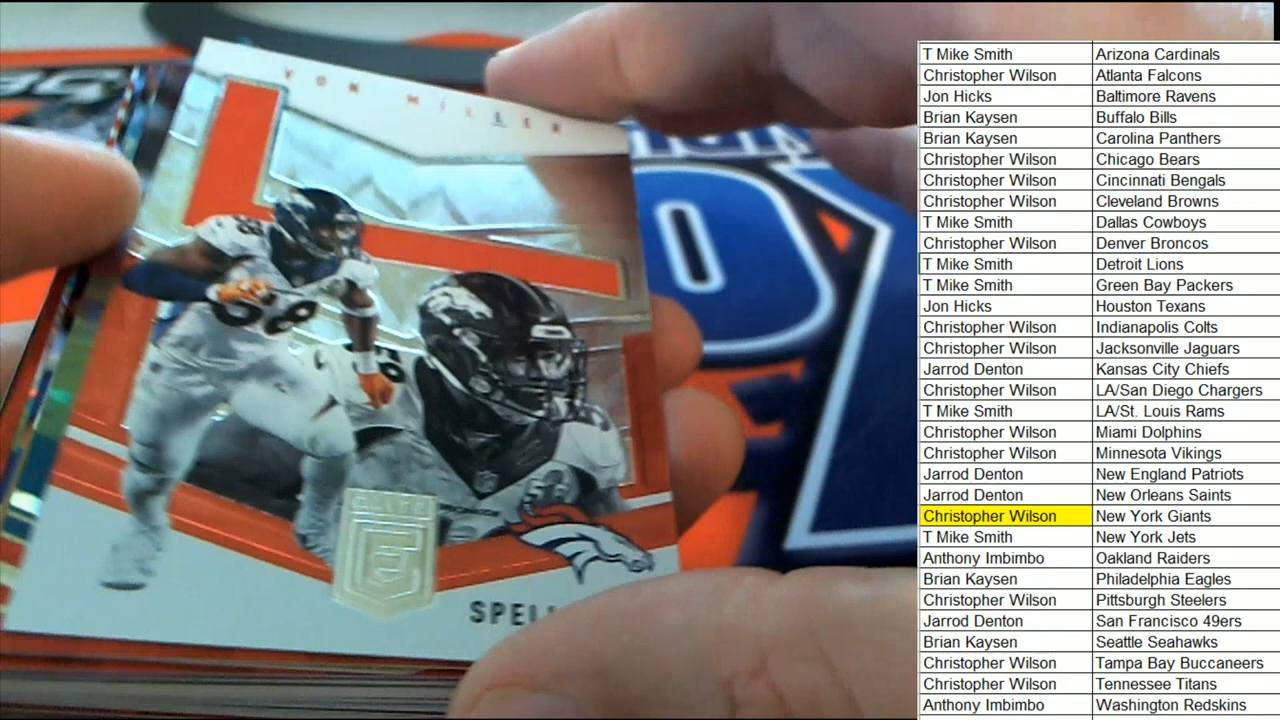 VON MiLLER
58
ELITE
E
SPEL
T Mike Smith Arizona Cardinals
Christopher Wilson Atlanta Falcons
Jon Hicks Baltimore Ravens
Brian Kaysen Buffalo Bills
Brian Kaysen Carolina Panthers
Christopher Wilson Chicago Bears
Christopher Wilson Cincinnati Bengals
Christopher Wilson Cleveland Browns
T Mike Smith Dallas Cowboys
Christopher Wilson Denver Broncos
T Mike Smith Detroit Lions
T Mike Smith Green Bay Packers
Jon Hicks Houston Texans
Christopher Wilson Indianapolis Colts
Christopher Wilson Jacksonville Jaguars
Jarrod Denton Kansas City Chiefs
Christopher Wilson LA/San Diego Chargers
T Mike Smith LA/St. Louis Rams
Christopher Wilson Miami Dolphins
Christopher Wilson Minnesota Vikings
Jarrod Denton New England Patriots
Jarrod Denton New Orleans Saints
Christopher Wilson New York Giants
T Mike Smith New York Jets
Anthony Imbimbo Oakland Raiders
Brian Kaysen Philadelphia Eagles
Christopher Wilson Pittsburgh Steelers
Jarrod Denton San Francisco 49ers
Brian Kaysen Seattle Seahawks
Christopher Wilson Tampa Bay Buccaneers
Christopher Wilson Tennessee Titans
Anthony Imbimbo Washington Redskins